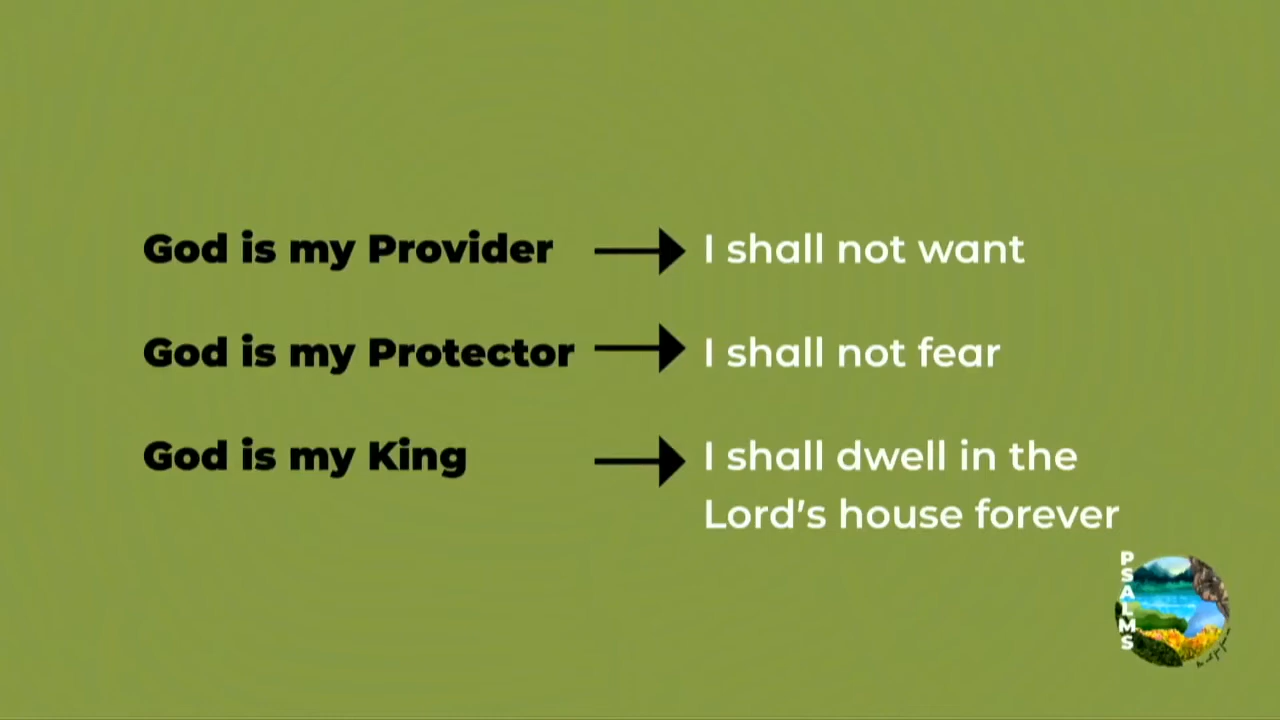 God is my Provider → I shall not want
God is my Protector → I shall not fear
God is my King → I shall dwell in the
Lord's house forever
PSALMS